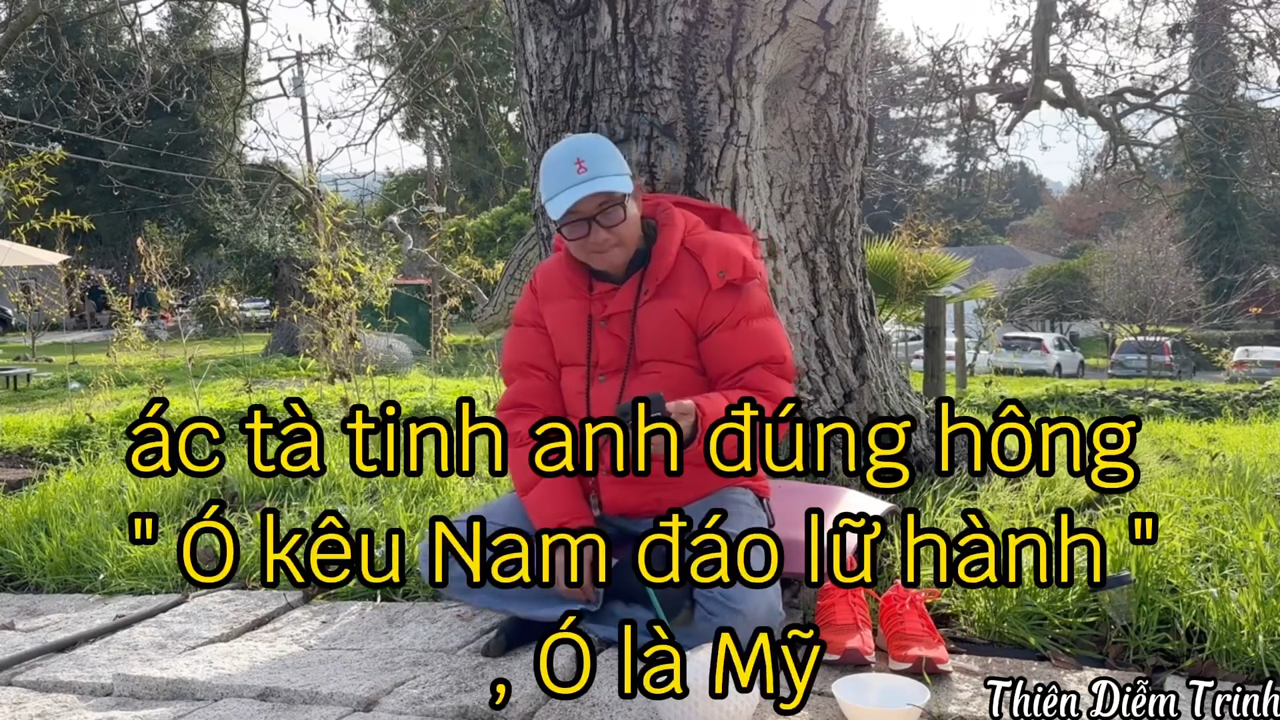 ác tà tinh anh đúng hông
" Ó kêu Nam đáo lữ hành "
, Ó là Mỹ
Thiên Diễm Trinh